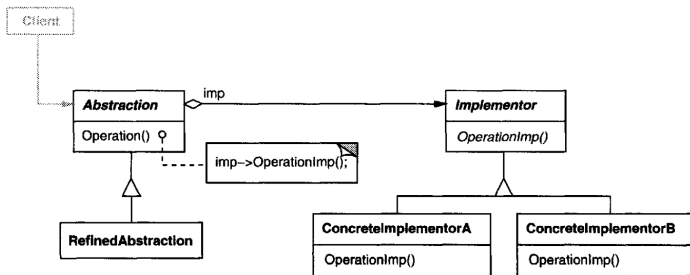 Client
imp
Abstraction
Implementor
Operation()
OperationImp()
imp–>OperationImp();
RefinedAbstraction
ConcreteImplementorA
ConcreteImplementorB
OperationImp()
OperationImp()